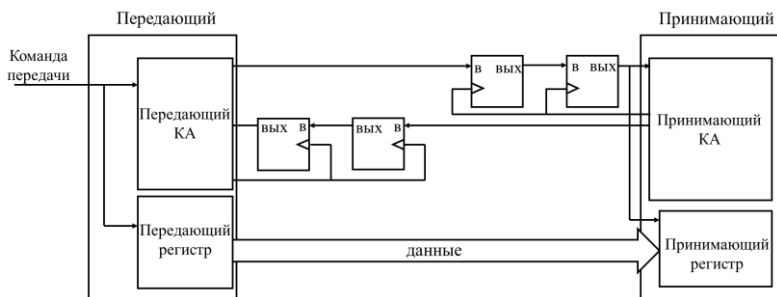 Передающий
Принимающий
Команда
передачи
в вых
в вых
Передающий
КА
Принимающий
КА
вых в
вых в
Передающий
регистр
данные
Принимающий
регистр